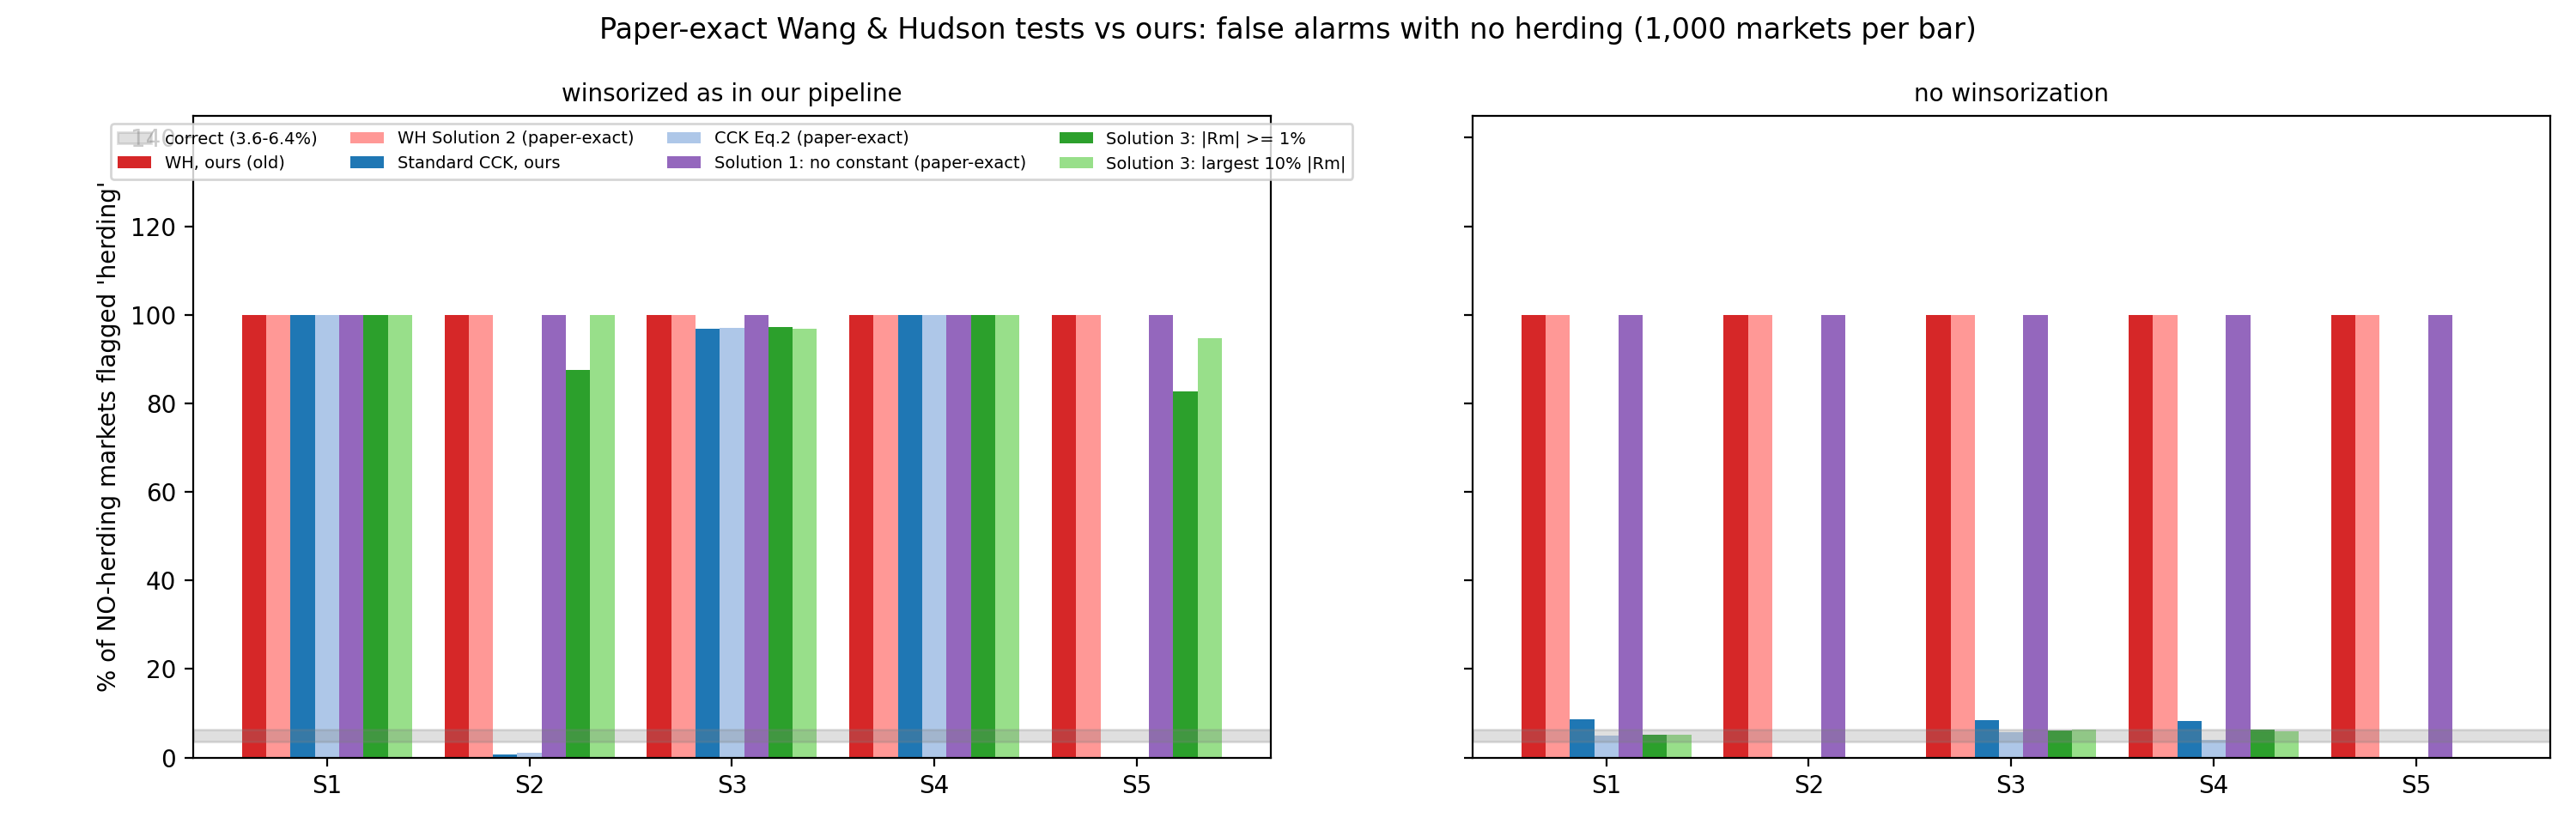 Paper-exact Wang & Hudson tests vs ours: false alarms with no herding (1,000 markets per bar)
winsorized as in our pipeline
no winsorization
correct (3.6-6.4%)
WH, ours (old)
WH Solution 2 (paper-exact)
Standard CCK, ours
CCK Eq.2 (paper-exact)
Solution 1: no constant (paper-exact)
Solution 3: |Rm| >= 1%
Solution 3: largest 10% |Rm|
% of NO-herding markets flagged 'herding'
140
120
100
80
60
40
20
0
S1 S2 S3 S4 S5
S1 S2 S3 S4 S5